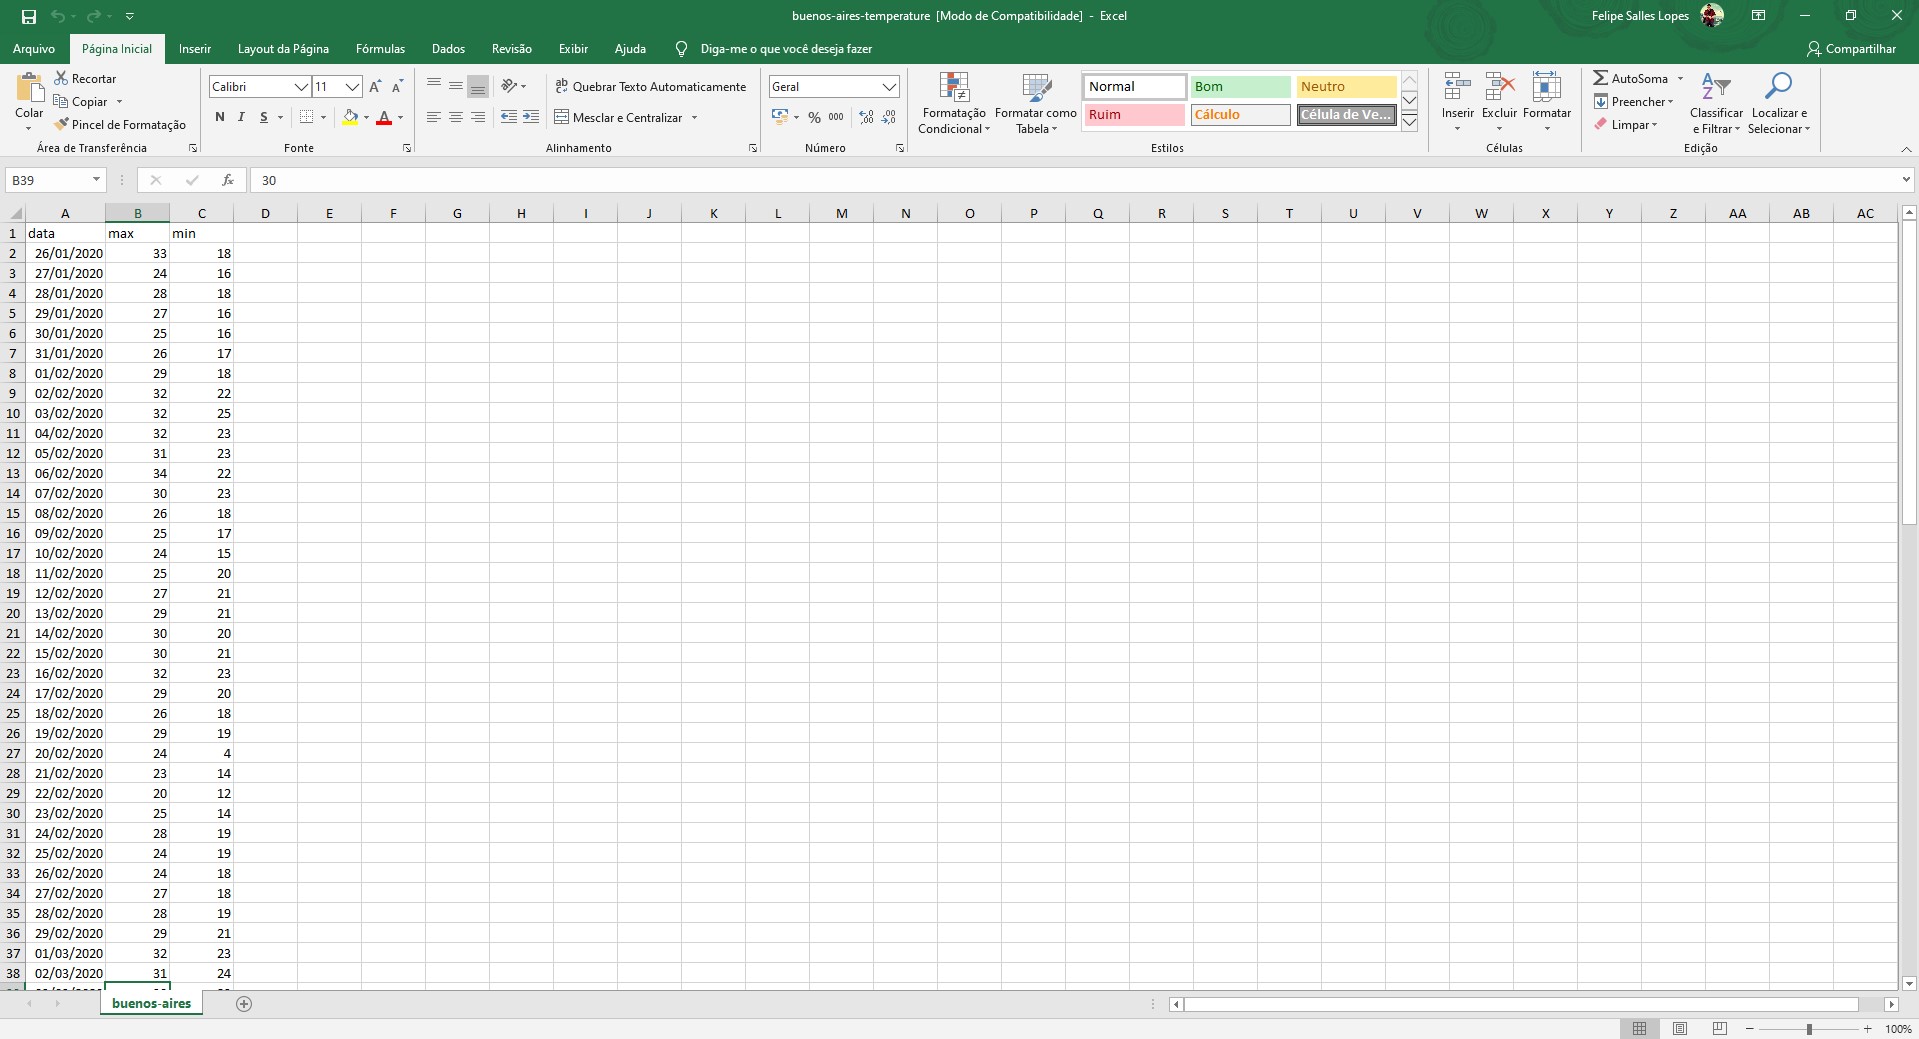 buenos-aires-temperature [Modo de Compatibilidade] - Excel
Felipe Salles Lopes
Arquivo Página Inicial Inserir Layout da Página Fórmulas Dados Revisão Exibir Ajuda Diga-me o que você deseja fazer Compartilhar
Colar
Recortar
Copiar
Pincel de Formatação
Área de Transferência
Calibri 11
N I S
Fonte
Quebrar Texto Automaticamente
Mesclar e Centralizar
Alinhamento
Geral
% 000
Número
Formatação Condicional
Formatar como Tabela
Normal Bom Neutro
Ruim Cálculo Célula de Ve...
Estilos
Inserir Excluir Formatar
Células
AutoSoma
Preencher
Limpar
Classificar e Filtrar
Localizar e Selecionar
Edição
B39 fx 30
A B C D E F G H I J K L M N O P Q R S T U V W X Y Z AA AB AC
1 data max min
2 26/01/2020 33 18
3 27/01/2020 24 16
4 28/01/2020 28 18
5 29/01/2020 27 16
6 30/01/2020 25 16
7 31/01/2020 26 17
8 01/02/2020 29 18
9 02/02/2020 32 22
10 03/02/2020 32 25
11 04/02/2020 32 23
12 05/02/2020 31 23
13 06/02/2020 34 22
14 07/02/2020 30 23
15 08/02/2020 26 18
16 09/02/2020 25 17
17 10/02/2020 24 15
18 11/02/2020 25 20
19 12/02/2020 27 21
20 13/02/2020 29 21
21 14/02/2020 30 20
22 15/02/2020 30 21
23 16/02/2020 32 23
24 17/02/2020 29 20
25 18/02/2020 26 18
26 19/02/2020 29 19
27 20/02/2020 24 4
28 21/02/2020 23 14
29 22/02/2020 20 12
30 23/02/2020 25 14
31 24/02/2020 28 19
32 25/02/2020 24 19
33 26/02/2020 24 18
34 27/02/2020 27 18
35 28/02/2020 28 19
36 29/02/2020 29 21
37 01/03/2020 32 23
38 02/03/2020 31 24
buenos-aires
100%